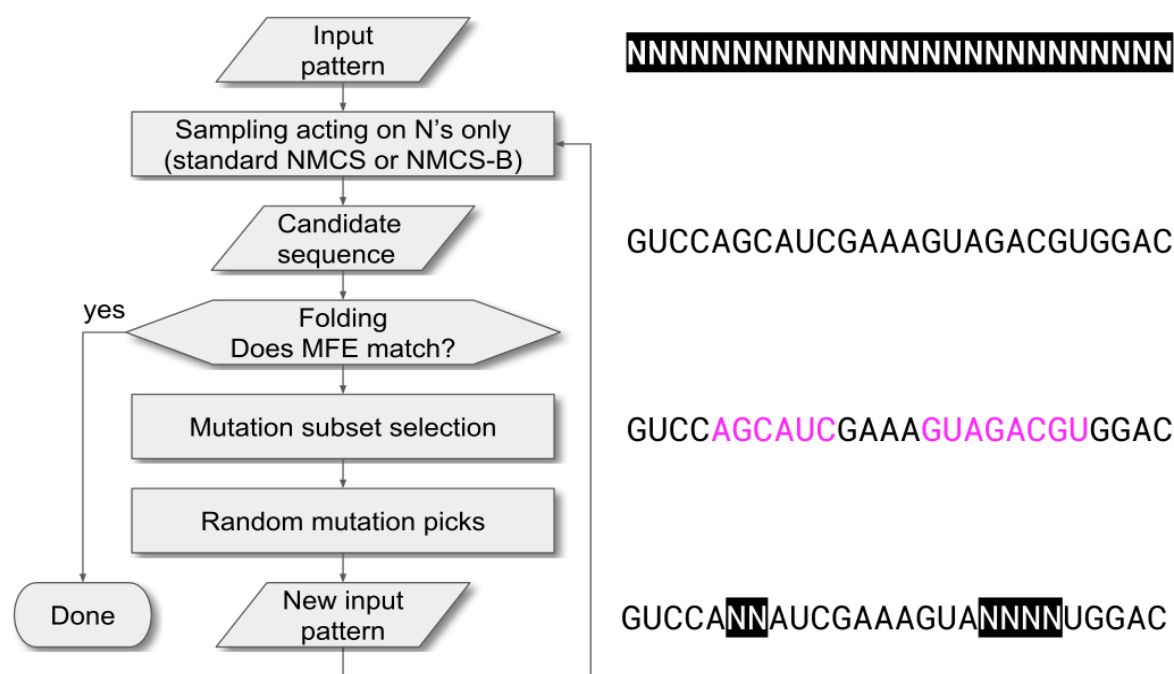 Input
pattern
NNNNNNNNNNNNNNNNNNNNNNNNNN
Sampling acting on N's only
(standard NMCS or NMCS-B)
Candidate
sequence
GUCCAGCAUCGAAAGUAGACGUGGAC
yes
Folding
Does MFE match?
Mutation subset selection
GUCCAGCAUCGAAAGUAGACGUGGAC
Random mutation picks
Done
New input
pattern
GUCCANNAUCGAAAGUANNNNUGGAC